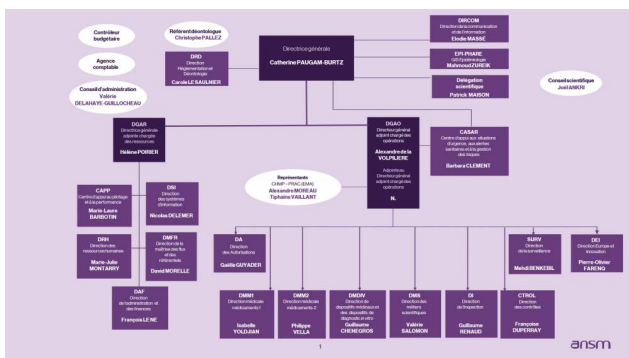 Contrôleur
budgétaire
Agence
comptable
Conseil d'administration
Valérie
DELAHAYE-GUILLOCHEAU
Référent déontologue
Christophe PALLEZ
DRD
Direction
Réglementation et
Déontologie
Carole LE SAULNIER
Directrice générale
Catherine PAUGAM-BURTZ
DIRCOM
Direction de la communication
et de l'information
Elodie MASSÉ
EPI-PHARE
GIS Epidémiologie
Mahmoud ZUREIK
Délégation
scientifique
Patrick MAISON
Conseil scientifique
Joël ANKRI
DGAR
Directrice générale
adjointe chargée
des ressources
Hélène POIRIER
DGAO
Directeur général
adjoint chargé des
opérations
Alexandre de la
VOLPILIERE
Adjointe au
Directeur général
adjoint chargé des
opérations
N.
CASAR
Centre d'appui aux situations
d'urgence, aux alertes
sanitaires et à la gestion
des risques
Barbara CLEMENT
Représentants
CHMP - PRAC (EMA)
Alexandre MOREAU
Tiphaine VAILLANT
CAPP
Centre d'appui au pilotage
et à la performance
Marie-Laure
BARBOTIN
DSI
Direction
des systèmes
d'information
Nicolas DELEMER
DRH
Direction des
ressources humaines
Marie-Julie
MONTARRY
DMFR
Direction de la
maîtrise des flux
et des
référentiels
David MORELLE
DAF
Direction
de l'administration et
des finances
François LE NE
DA
Direction
des Autorisations
Gaëlle GUYADER
SURV
Direction
de la surveillance
Mehdi BENKEBIL
DEI
Direction Europe et
innovation
Pierre-Olivier
FARENQ
DMM1
Direction médicale
médicaments 1
Isabelle
YOLDJIAN
DMM2
Direction médicale
médicaments 2
Philippe
VELLA
DMDIV
Direction des
dispositifs médicaux et
des dispositifs de
diagnostic in vitro
Guillaume
CHENEGROS
DMS
Direction des
métiers
scientifiques
Valérie
SALOMON
DI
Direction
de l'inspection
Guillaume
RENAUD
CTROL
Direction
des contrôles
Françoise
DUPERRAY
1
ansm